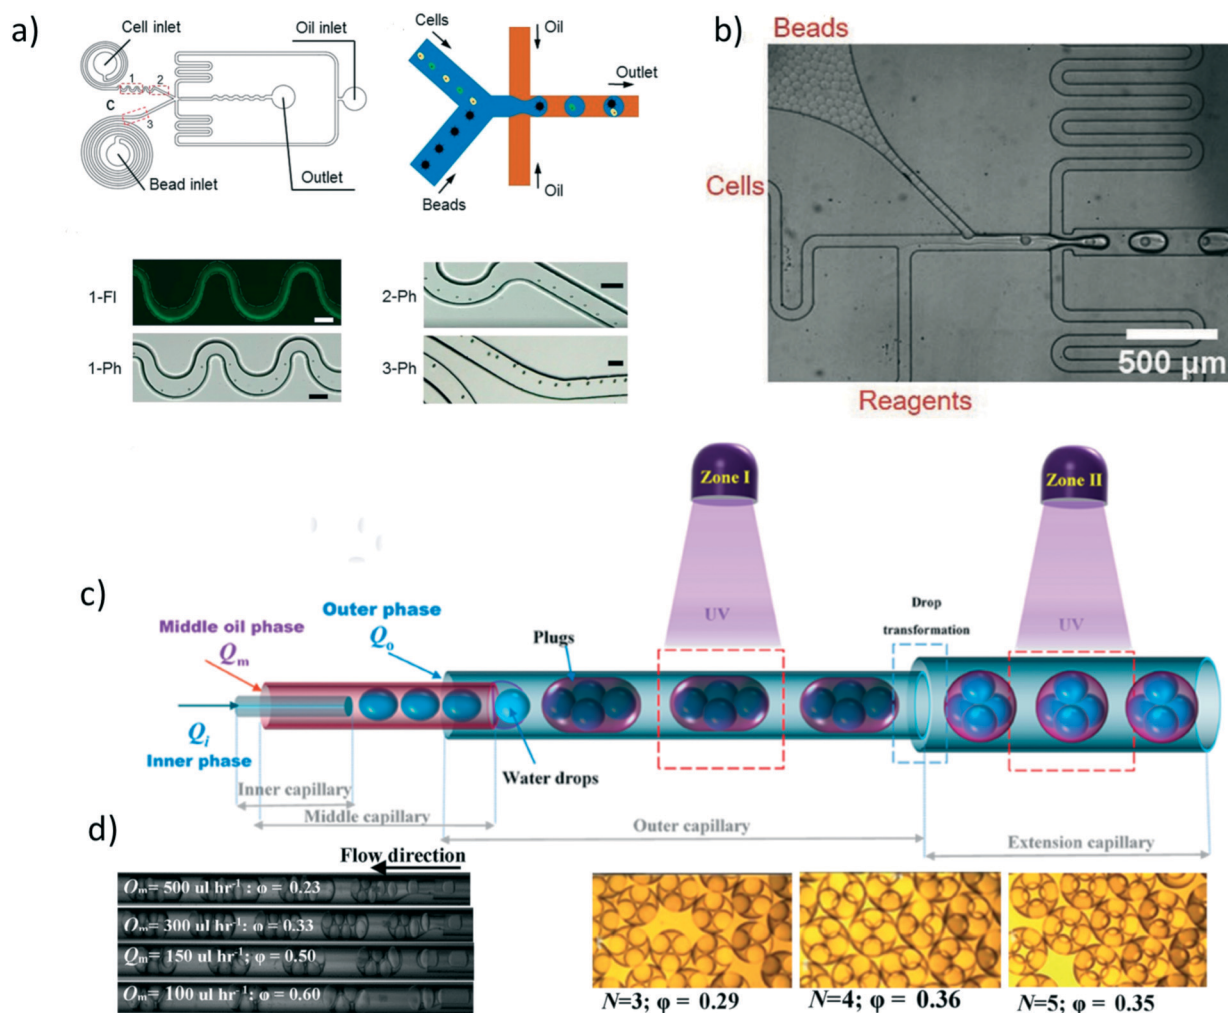 a)
Cell inlet
Oil inlet
1
2
C
3
Bead inlet
Outlet
Cells
Oil
Outlet
Beads
Oil
1-Fl
2-Ph
1-Ph
3-Ph
b)
Beads
Cells
500 µm
Reagents
c)
Zone I
Zone II
UV
UV
Drop
transformation
Outer phase
Qo
Middle oil phase
Qm
Plugs
Qi
Inner phase
Water drops
Inner capillary
Middle capillary
Outer capillary
Extension capillary
d)
Flow direction
Qm= 500 ul hr-1 : φ = 0.23
Qm= 300 ul hr-1: φ = 0.33
Qm= 150 ul hr-1; φ = 0.50
Qm= 100 ul hr-1: φ = 0.60
N=3; φ = 0.29
N=4; φ = 0.36
N=5; φ = 0.35